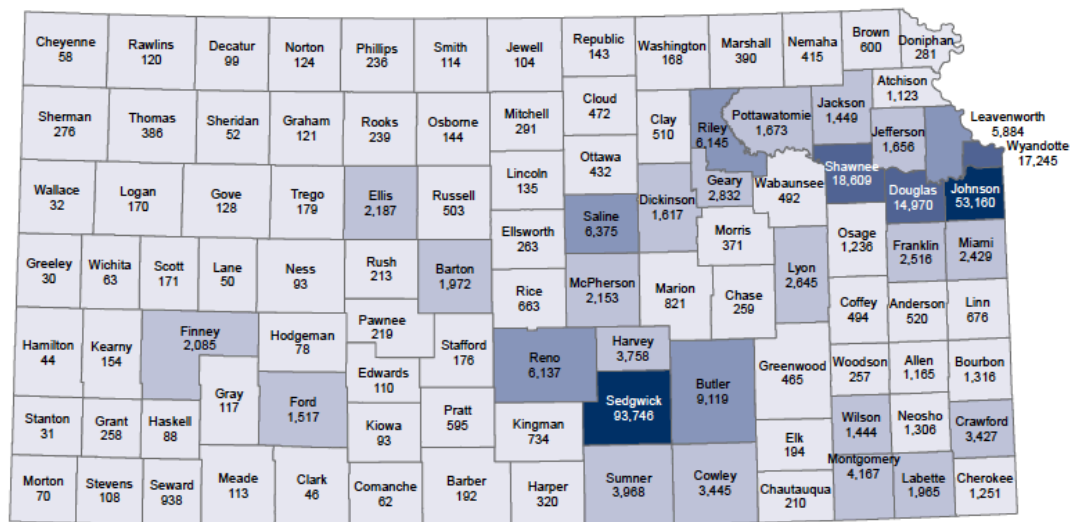 Cheyenne
58
Rawlins
120
Decatur
99
Norton
124
Phillips
236
Smith
114
Jewell
104
Republic
143
Washington
168
Marshall
390
Nemaha
415
Brown
600
Doniphan
281
Atchison
1,123
Sherman
276
Thomas
386
Sheridan
52
Graham
121
Rooks
239
Osborne
144
Mitchell
291
Cloud
472
Clay
510
Riley
6,145
Pottawatomie
1,673
Jackson
1,449
Jefferson
1,656
Leavenworth
5,884
Wyandotte
17,245
Ottawa
432
Lincoln
135
Wallace
32
Logan
170
Gove
128
Trego
179
Ellis
2,187
Russell
503
Saline
6,375
Dickinson
1,617
Geary
2,832
Wabaunsee
492
Shawnee
18,609
Douglas
14,970
Johnson
53,160
Ellsworth
263
Morris
371
Osage
1,236
Franklin
2,516
Miami
2,429
Greeley
30
Wichita
63
Scott
171
Lane
50
Ness
93
Rush
213
Barton
1,972
Rice
663
McPherson
2,153
Marion
821
Chase
259
Lyon
2,645
Coffey
494
Anderson
520
Linn
676
Hamilton
44
Kearny
154
Finney
2,085
Hodgeman
78
Pawnee
219
Stafford
176
Reno
6,137
Harvey
3,758
Edwards
110
Gray
117
Ford
1,517
Sedgwick
93,746
Butler
9,119
Greenwood
465
Woodson
257
Allen
1,165
Bourbon
1,316
Stanton
31
Grant
258
Haskell
88
Kiowa
93
Pratt
595
Kingman
734
Elk
194
Wilson
1,444
Neosho
1,306
Crawford
3,427
Morton
70
Stevens
108
Seward
938
Meade
113
Clark
46
Comanche
62
Barber
192
Harper
320
Sumner
3,968
Cowley
3,445
Chautauqua
210
Montgomery
4,167
Labette
1,965
Cherokee
1,251